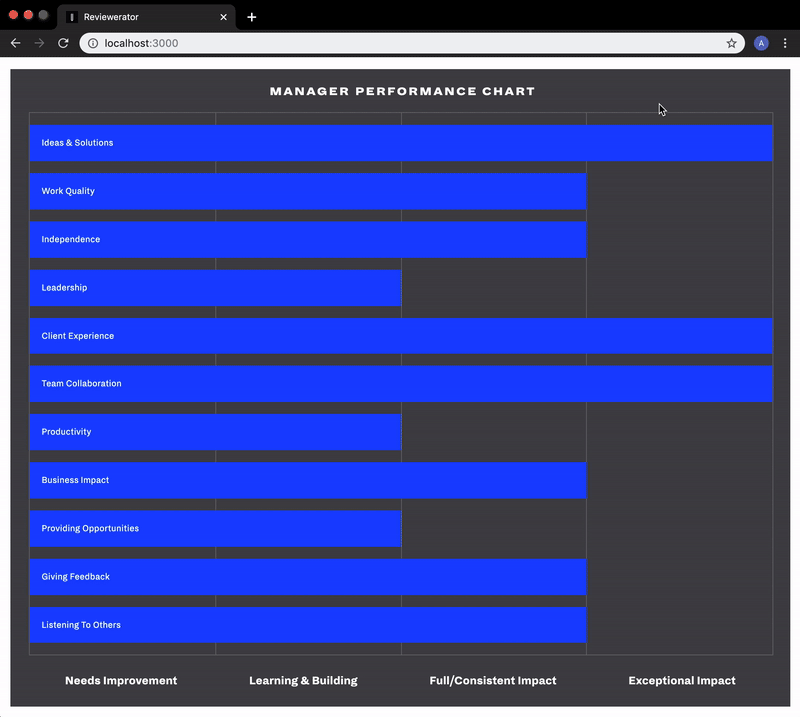 Reviewerator
localhost:3000
A
MANAGER PERFORMANCE CHART
Ideas & Solutions
Work Quality
Independence
Leadership
Client Experience
Team Collaboration
Productivity
Business Impact
Providing Opportunities
Giving Feedback
Listening To Others
Needs Improvement Learning & Building Full/Consistent Impact Exceptional Impact